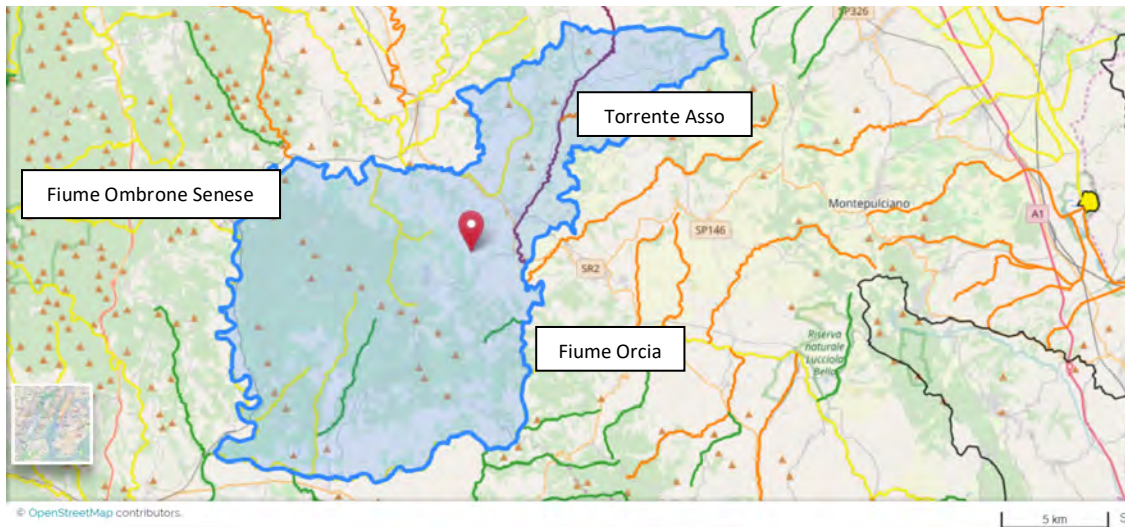 SP326
Torrente Asso
Fiume Ombrone Senese
Montepulciano
A1
SP146
SR2
Fiume Orcia
Riserva
naturale
Lucciola
Bella
© OpenStreetMap contributors.
5 km
S